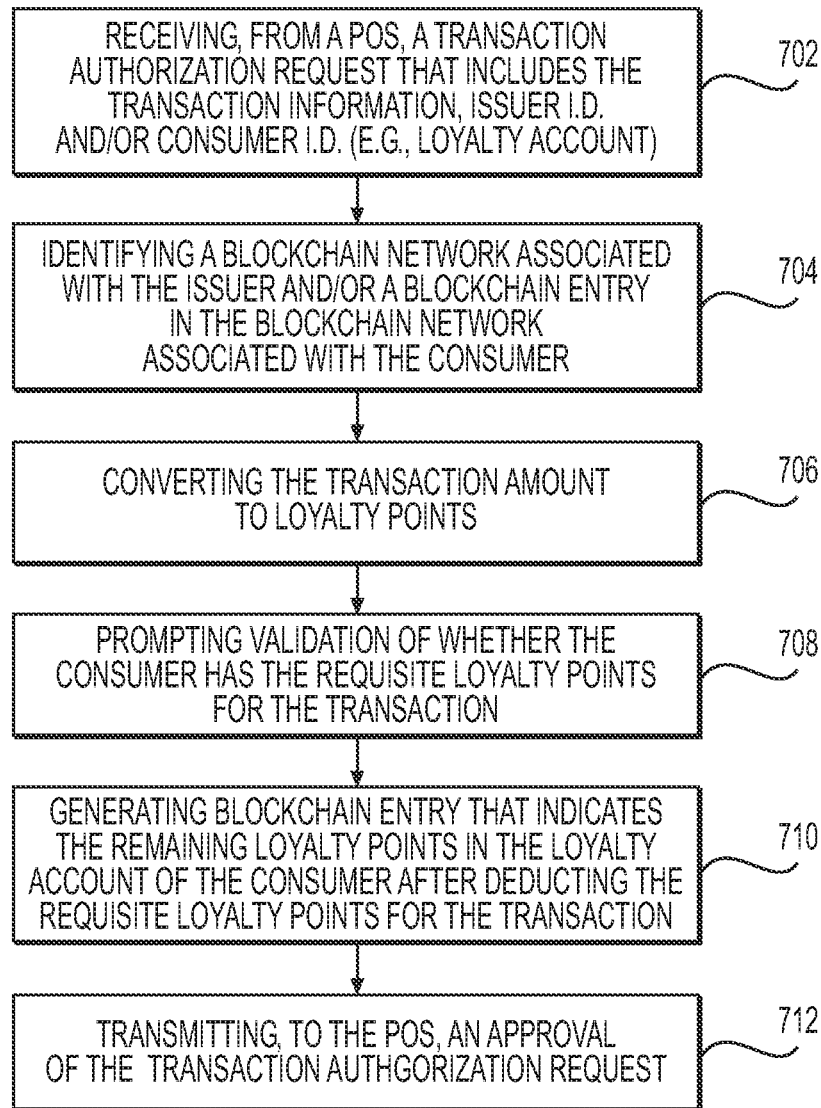 RECEIVING, FROM A POS, A TRANSACTION
AUTHORIZATION REQUEST THAT INCLUDES THE
TRANSACTION INFORMATION, ISSUER I.D.
AND/OR CONSUMER I.D. (E.G., LOYALTY ACCOUNT)
702
IDENTIFYING A BLOCKCHAIN NETWORK ASSOCIATED
WITH THE ISSUER AND/OR A BLOCKCHAIN ENTRY
IN THE BLOCKCHAIN NETWORK
ASSOCIATED WITH THE CONSUMER
704
CONVERTING THE TRANSACTION AMOUNT
TO LOYALTY POINTS
706
PROMPTING VALIDATION OF WHETHER THE
CONSUMER HAS THE REQUISITE LOYALTY POINTS
FOR THE TRANSACTION
708
GENERATING BLOCKCHAIN ENTRY THAT INDICATES
THE REMAINING LOYALTY POINTS IN THE LOYALTY
ACCOUNT OF THE CONSUMER AFTER DEDUCTING THE
REQUISITE LOYALTY POINTS FOR THE TRANSACTION
710
TRANSMITTING, TO THE POS, AN APPROVAL
OF THE TRANSACTION AUTHGORIZATION REQUEST
712